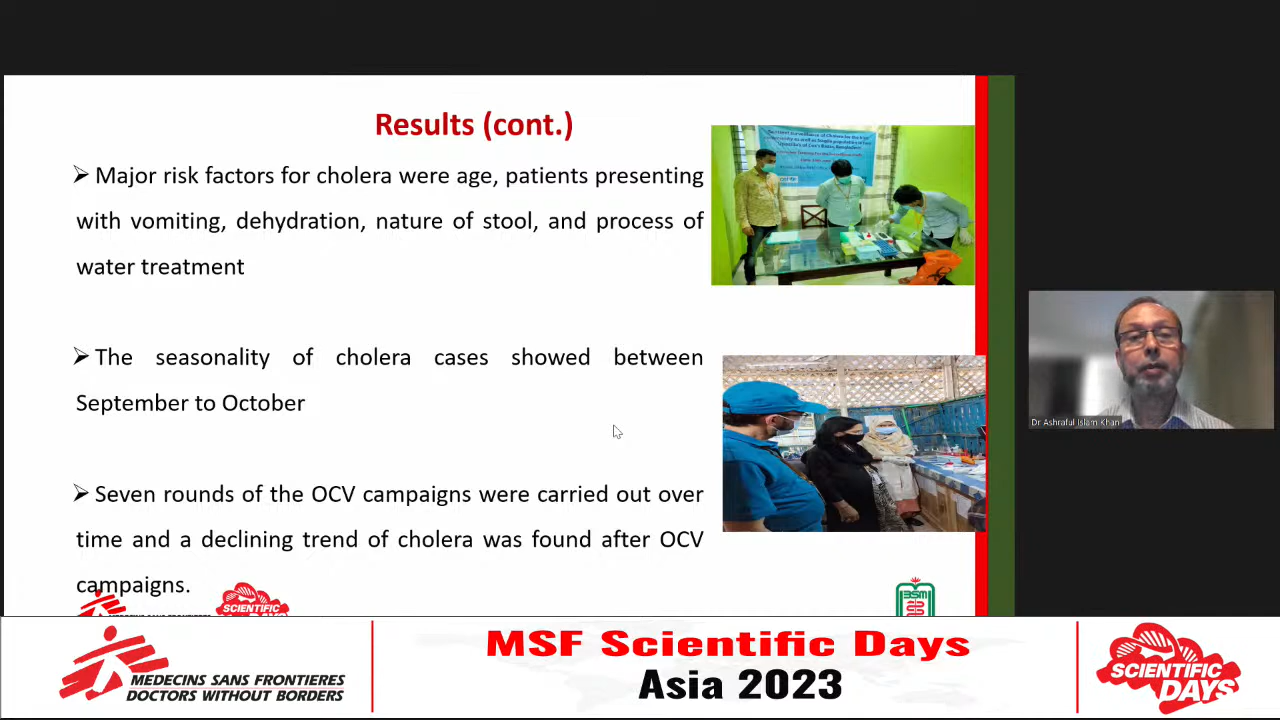 Results (cont.)
➢ Major risk factors for cholera were age, patients presenting
with vomiting, dehydration, nature of stool, and process of
water treatment
➢ The seasonality of cholera cases showed between
September to October
➢ Seven rounds of the OCV campaigns were carried out over
time and a declining trend of cholera was found after OCV
campaigns.
SCIENTIFIC
DAYS
Dr Ashraful Islam Khan
MEDECINS SANS FRONTIERES
DOCTORS WITHOUT BORDERS
MSF Scientific Days
Asia 2023
SCIENTIFIC
DAYS